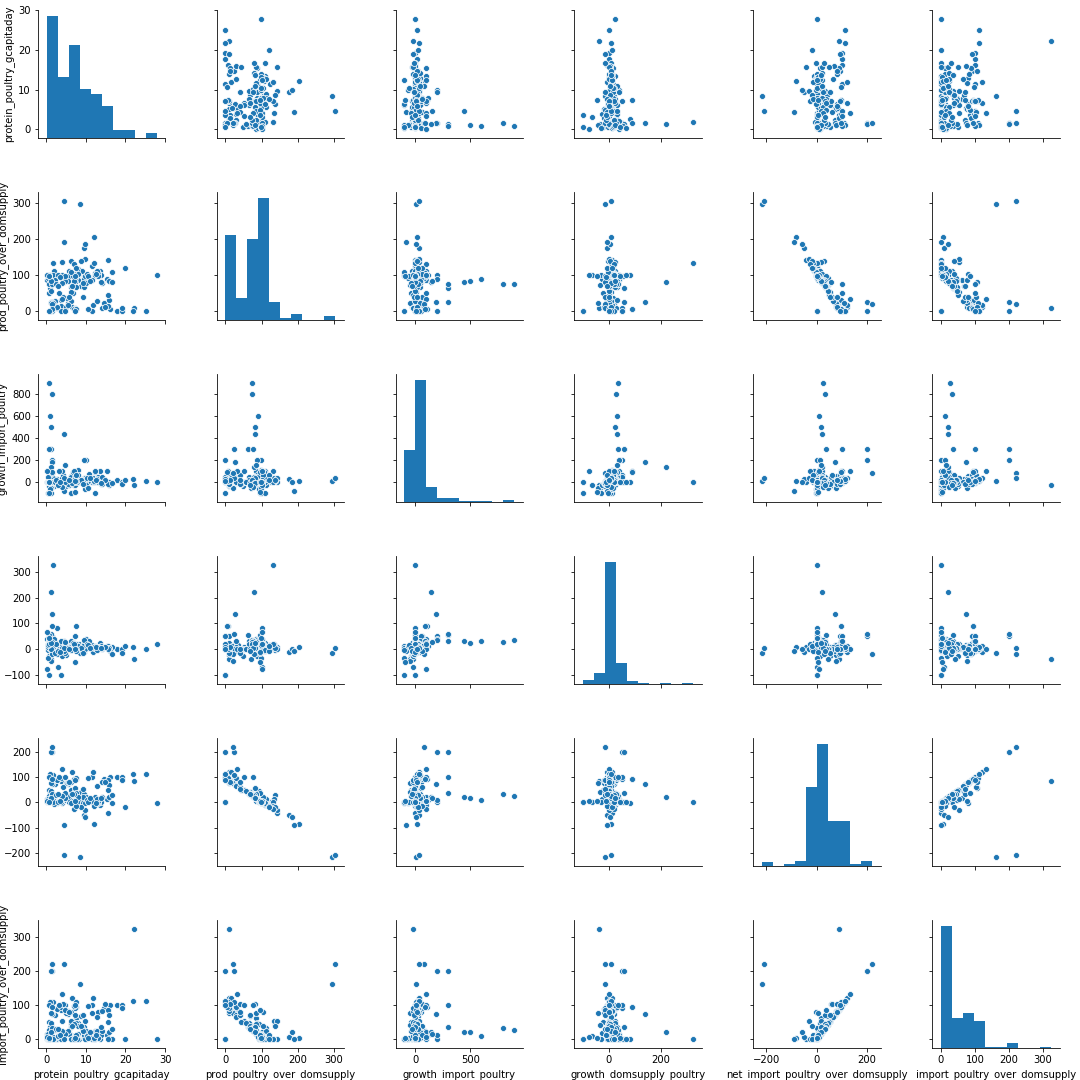 protein_poultry_gcapitaday
30
20
10
0
prod_poultry_over_domsupply
300
200
100
0
growth_import_poultry
800
600
400
200
0
300
200
100
0
−100
200
100
0
−100
−200
import_poultry_over_domsupply
300
200
100
0
0 10 20 30
0 100 200 300
0 500
0 200
−200 0 200
0 100 200 300
protein_poultry_gcapitaday
prod_poultry_over_domsupply
growth_import_poultry
growth_domsupply_poultry
net_import_poultry_over_domsupply
import_poultry_over_domsupply